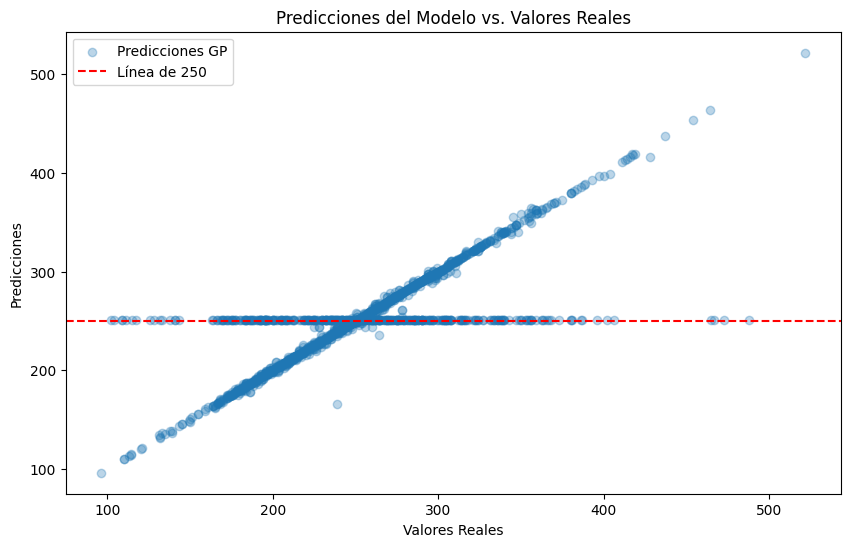 Predicciones del Modelo vs. Valores Reales
Predicciones GP
Línea de 250
500
400
300
200
100
Predicciones
100 200 300 400 500
Valores Reales